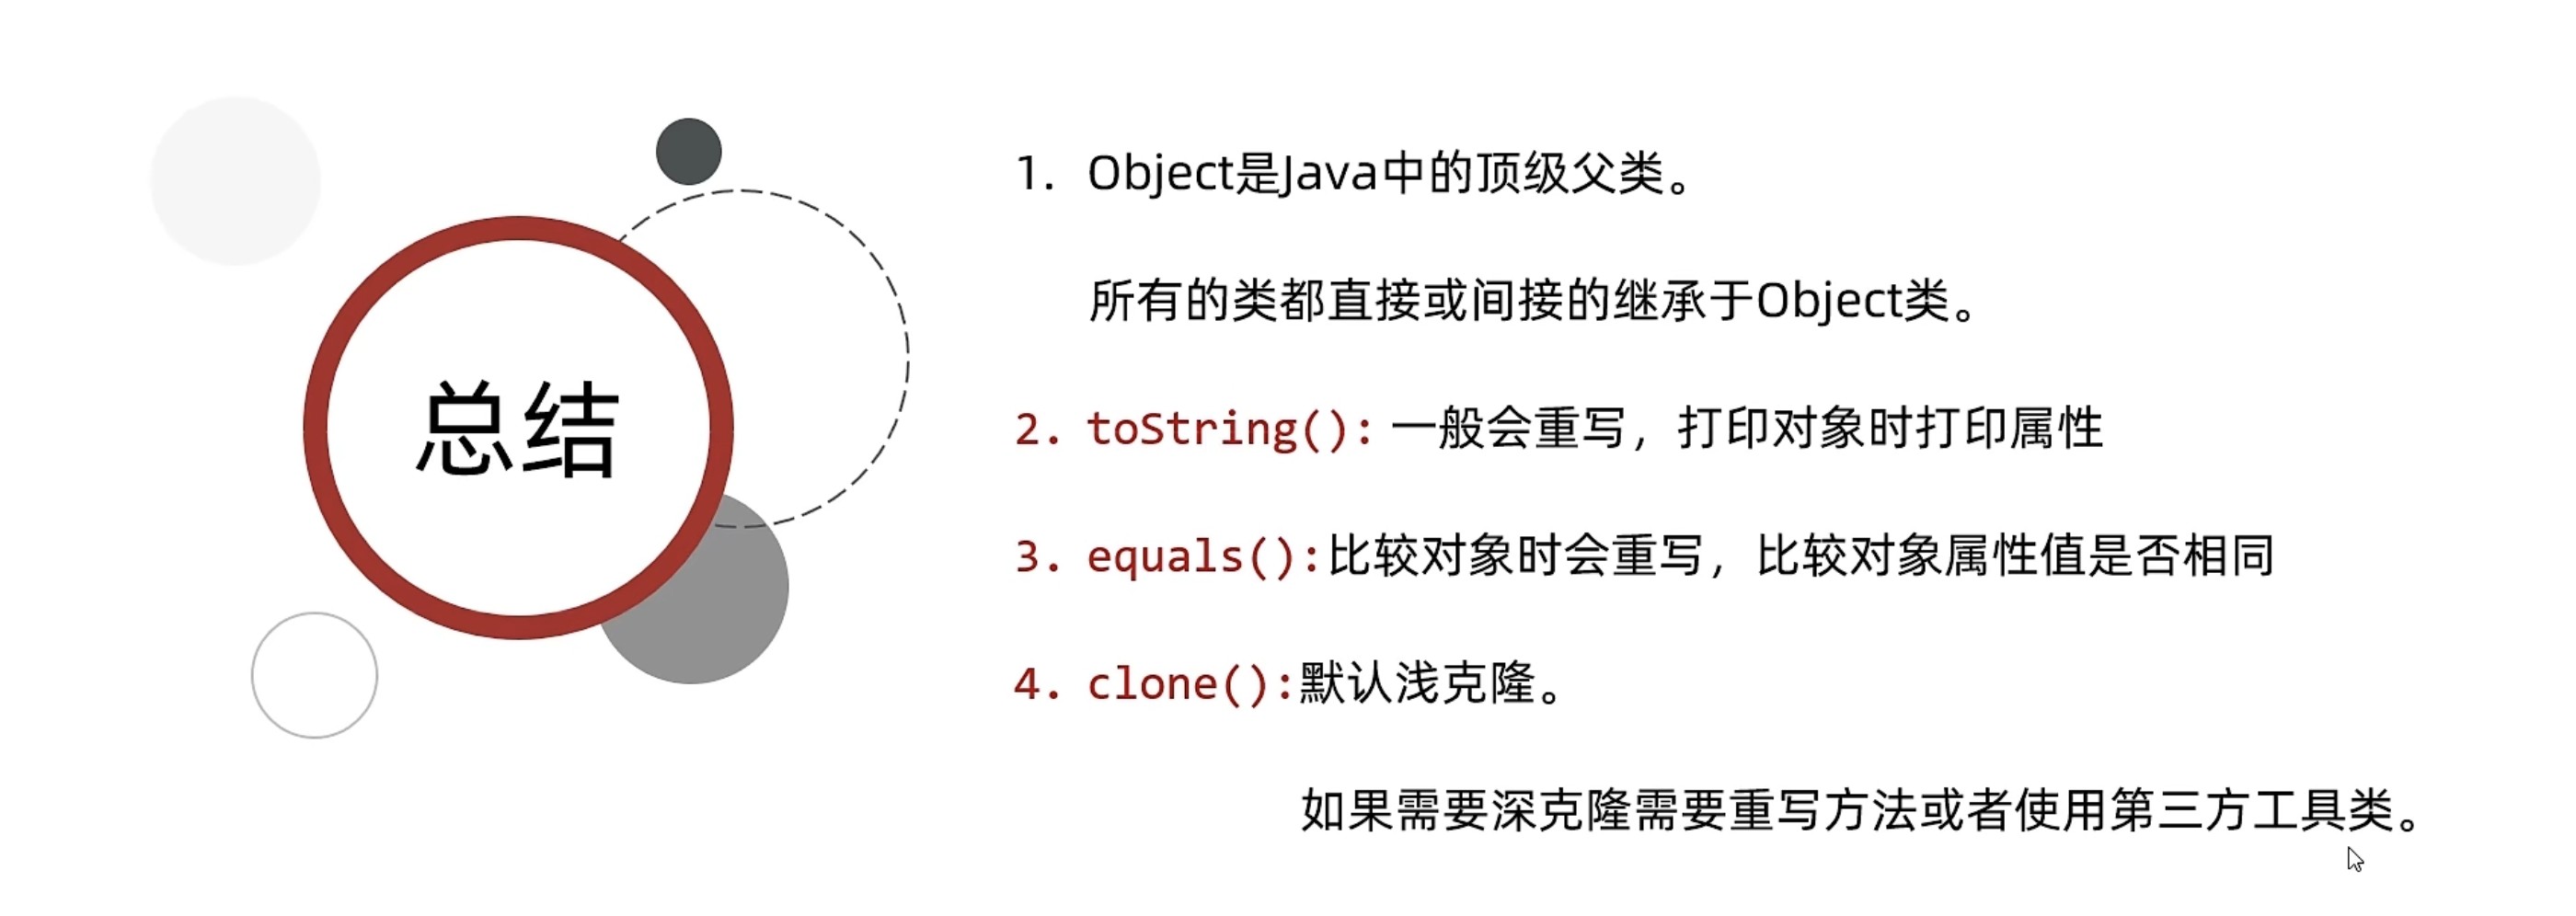 总结
1. Object是Java中的顶级父类。
所有的类都直接或间接的继承于Object类。
2. toString(): 一般会重写，打印对象时打印属性
3. equals():比较对象时会重写，比较对象属性值是否相同
4. clone():默认浅克隆。
如果需要深克隆需要重写方法或者使用第三方工具类。